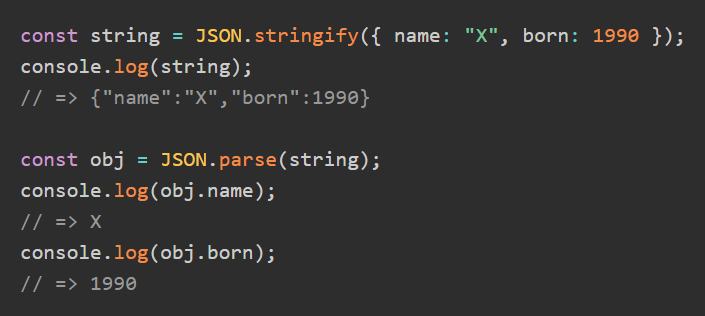 const string = JSON.stringify({ name: "X", born: 1990 });
console.log(string);
// => {"name":"X","born":1990}
const obj = JSON.parse(string);
console.log(obj.name);
// => X
console.log(obj.born);
// => 1990